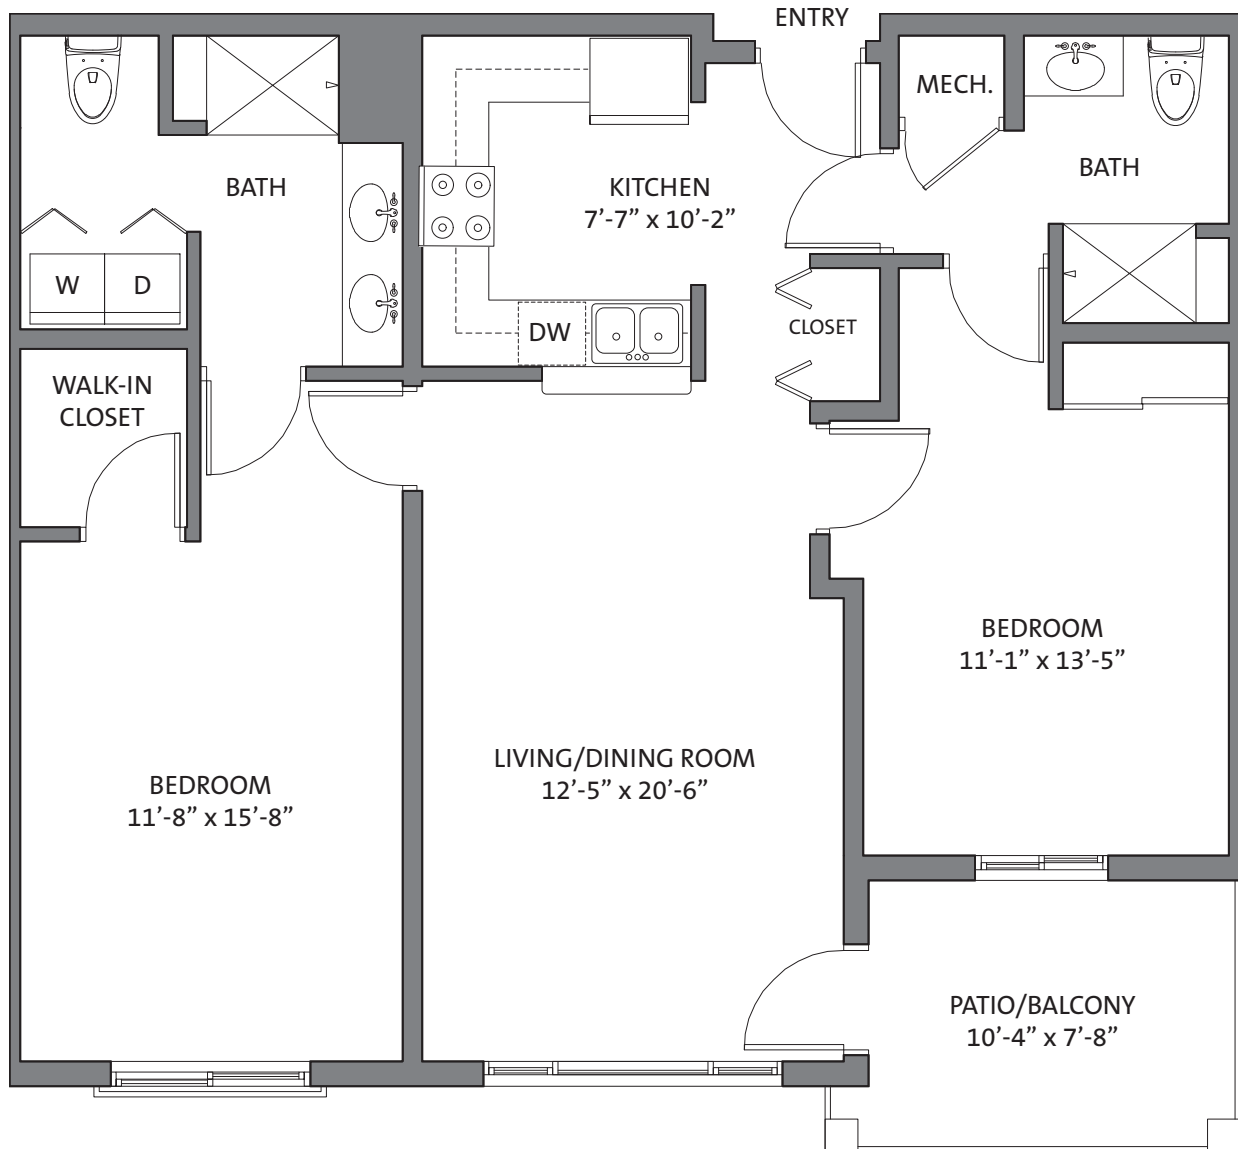 ENTRY
MECH.
BATH
BATH
KITCHEN
7’-7” x 10’-2”
W
D
DW
CLOSET
WALK-IN
CLOSET
BEDROOM
11’-1” x 13’-5”
LIVING/DINING ROOM
12’-5” x 20’-6”
BEDROOM
11’-8” x 15’-8”
PATIO/BALCONY
10’-4” x 7’-8”